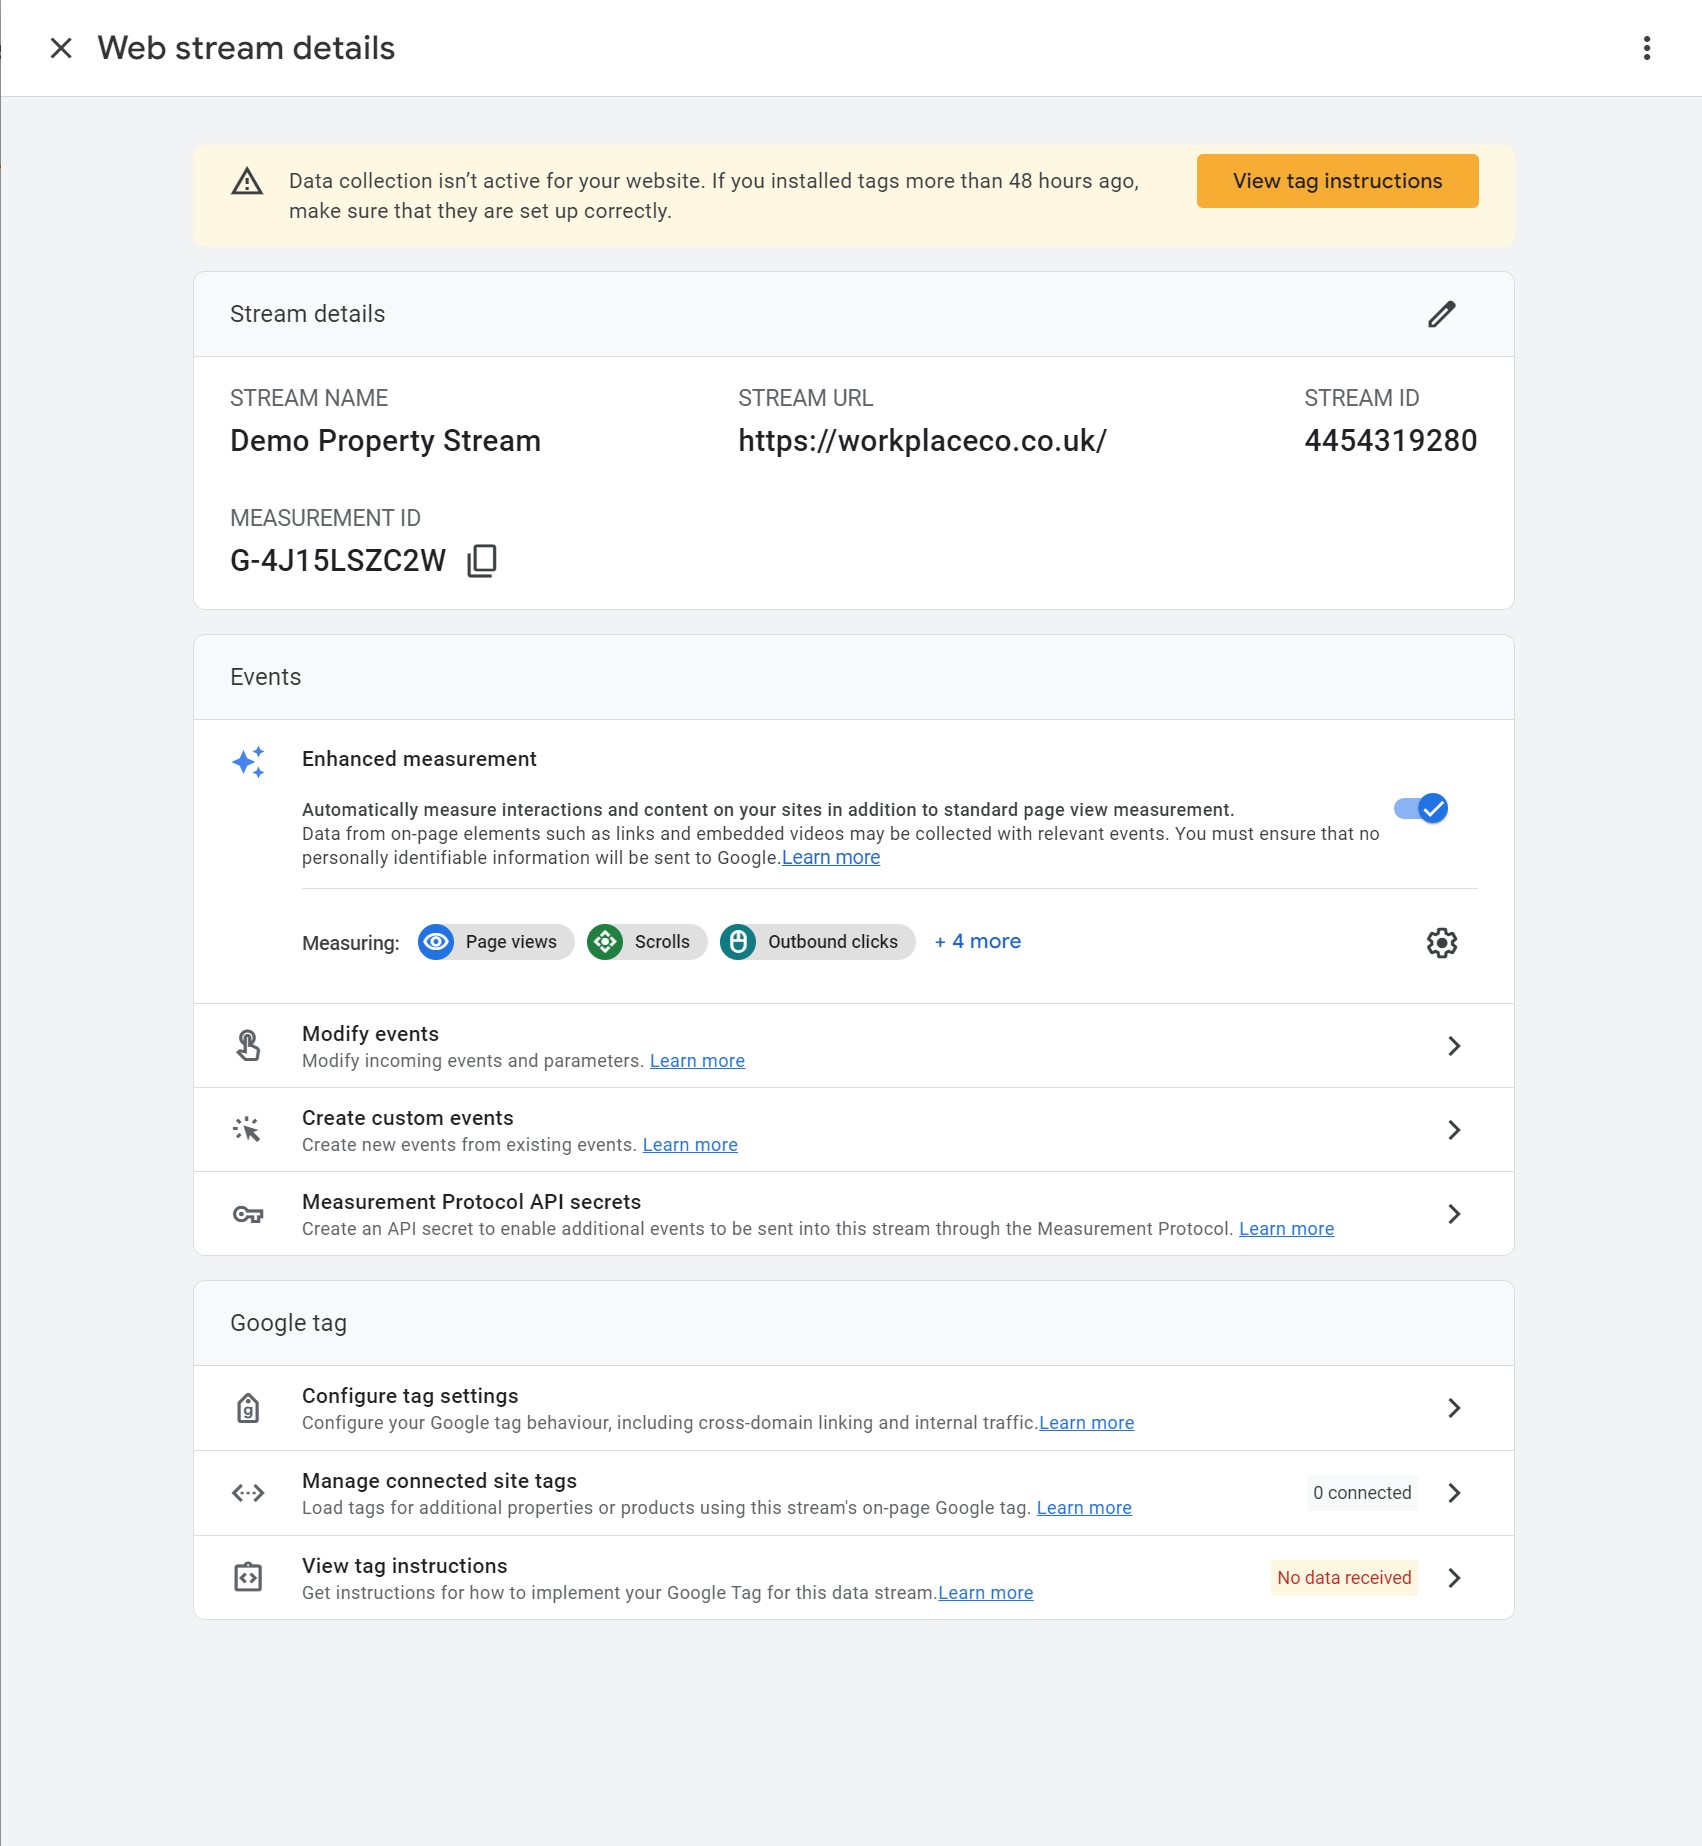 Web stream details
Data collection isn’t active for your website. If you installed tags more than 48 hours ago,
make sure that they are set up correctly.
View tag instructions
Stream details
STREAM NAME
Demo Property Stream
STREAM URL
https://workplaceco.co.uk/
STREAM ID
4454319280
MEASUREMENT ID
G-4J15LSZC2W
Events
Enhanced measurement
Automatically measure interactions and content on your sites in addition to standard page view measurement.
Data from on-page elements such as links and embedded videos may be collected with relevant events. You must ensure that no
personally identifiable information will be sent to Google.Learn more
Measuring: Page views Scrolls Outbound clicks + 4 more
Modify events
Modify incoming events and parameters. Learn more
Create custom events
Create new events from existing events. Learn more
Measurement Protocol API secrets
Create an API secret to enable additional events to be sent into this stream through the Measurement Protocol. Learn more
Google tag
Configure tag settings
Configure your Google tag behaviour, including cross-domain linking and internal traffic.Learn more
Manage connected site tags
Load tags for additional properties or products using this stream's on-page Google tag. Learn more
0 connected
View tag instructions
Get instructions for how to implement your Google Tag for this data stream.Learn more
No data received